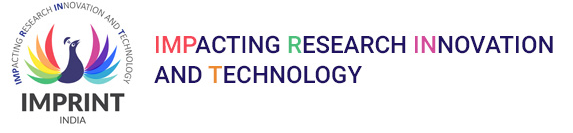 IMPACTING RESEARCH INNOVATION AND TECHNOLOGY
IMPRINT
INDIA
IMPACTING RESEARCH INNOVATION
AND TECHNOLOGY